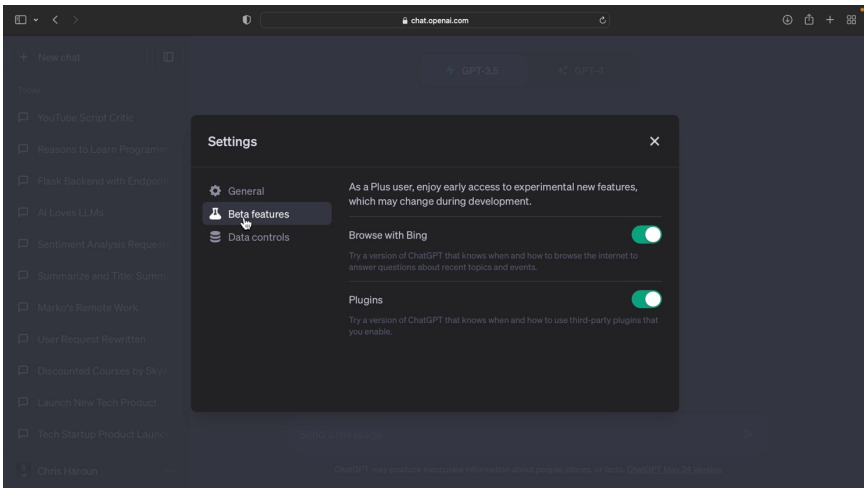 chat.openai.com
New chat
GPT-3.5
GPT-4
Today
YouTube Script Critic
Reasons to Learn Programm
Flask Backend with Endpoin
AI Loves LLMs
Sentiment Analysis Request
Summarize and Title: Summ
Marko's Remote Work
User Request Rewritten
Discounted Courses by Sky
Launch New Tech Product
Tech Startup Product Launc
Chris Haroun
Settings
General
Beta features
Data controls
As a Plus user, enjoy early access to experimental new features,
which may change during development.
Browse with Bing
Try a version of ChatGPT that knows when and how to browse the internet to
answer questions about recent topics and events.
Plugins
Try a version of ChatGPT that knows when and how to use third-party plugins that
you enable.
Send a message
ChatGPT may produce inaccurate information about people, places, or facts. ChatGPT May 24 Version